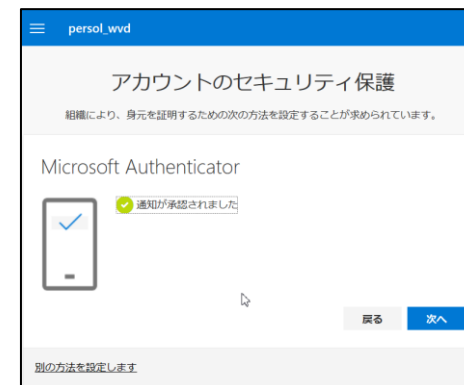 persol_wvd
アカウントのセキュリティ保護
組織により、身元を証明するための次の方法を設定することが求められています。
Microsoft Authenticator
通知が承認されました
戻る
次へ
別の方法を設定します